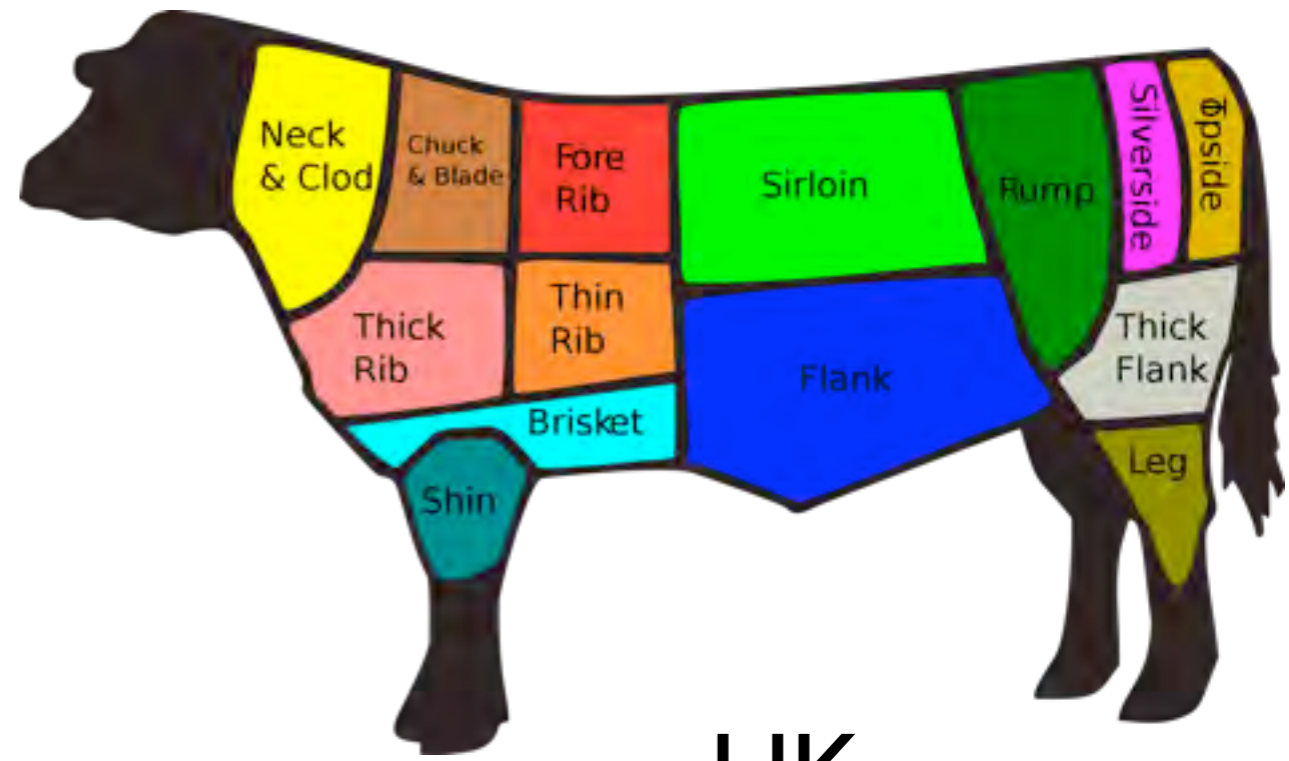 Neck
& Clod
Chuck
& Blade
Fore
Rib
Sirloin
Rump
Silverside
Topside
Thick
Rib
Thin
Rib
Flank
Thick
Flank
Brisket
Shin
Leg
UK